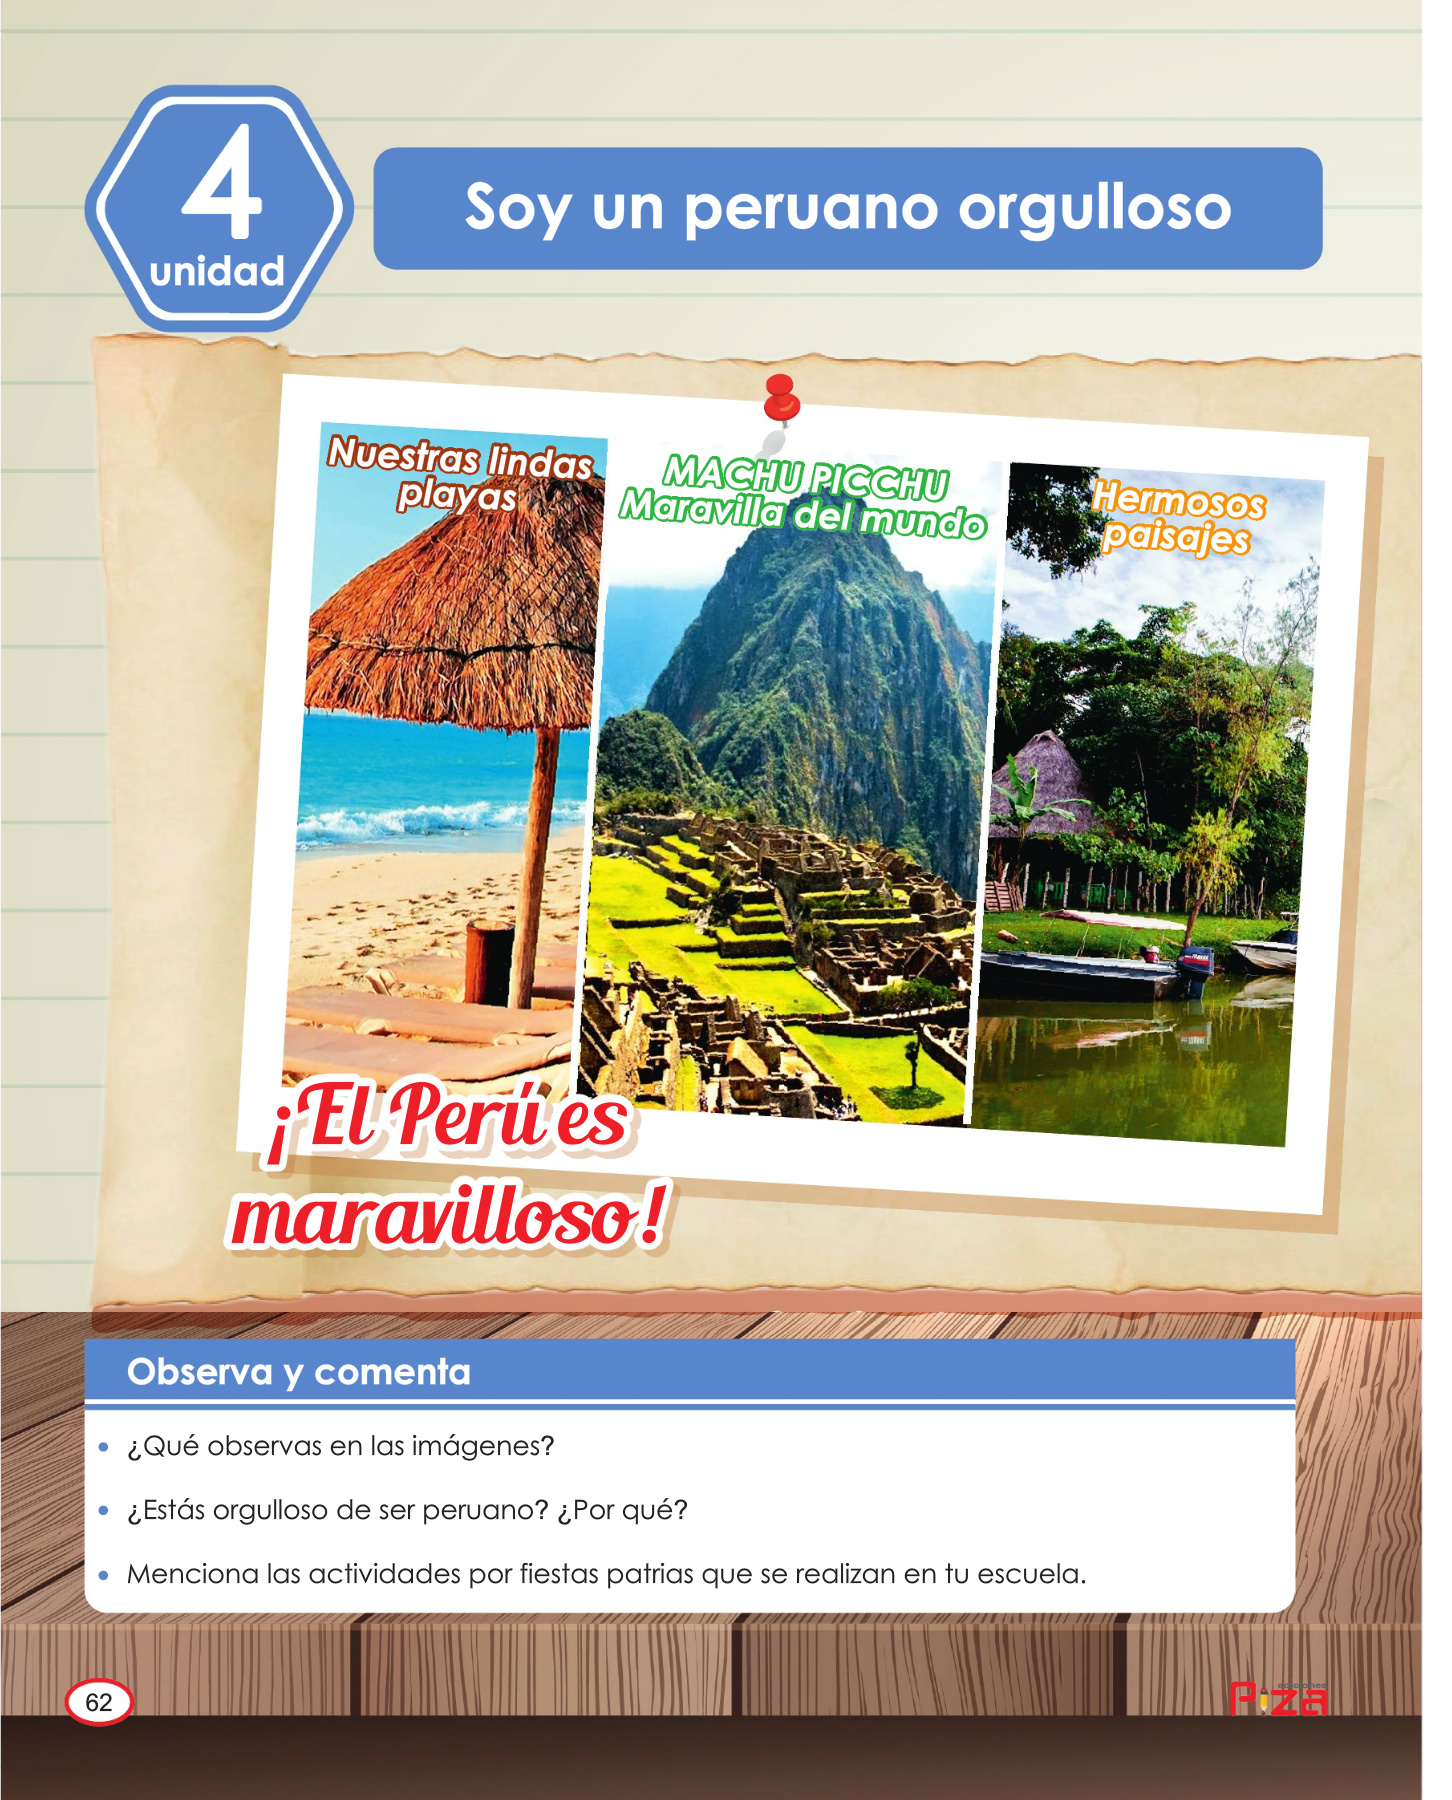 4
unidad
Soy un peruano orgulloso
Nuestras lindas
playas
MACHU PICCHU
Maravilla del mundo
Hermosos
paisajes
¡El Perú es
maravilloso!
Observa y comenta
• ¿Qué observas en las imágenes?
• ¿Estás orgulloso de ser peruano? ¿Por qué?
• Menciona las actividades por fiestas patrias que se realizan en tu escuela.
62
ediciones
Piza